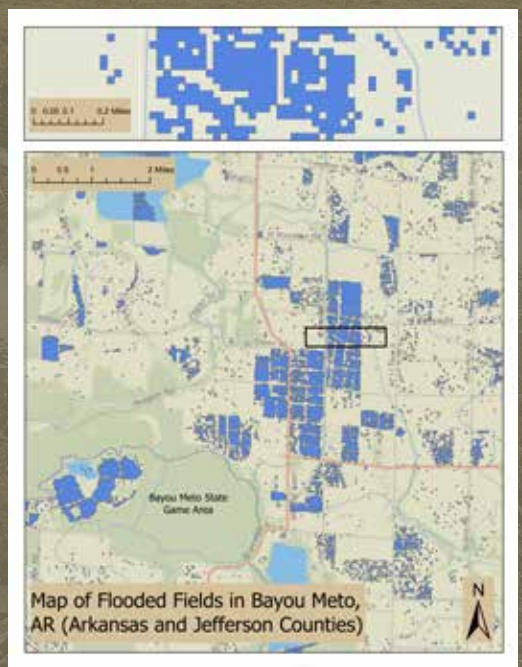 0 0.05 0.1 0.2 Miles
0 0.5 1 2 Miles
Bayou Meto State
Game Area
Map of Flooded Fields in Bayou Meto,
AR (Arkansas and Jefferson Counties)
N